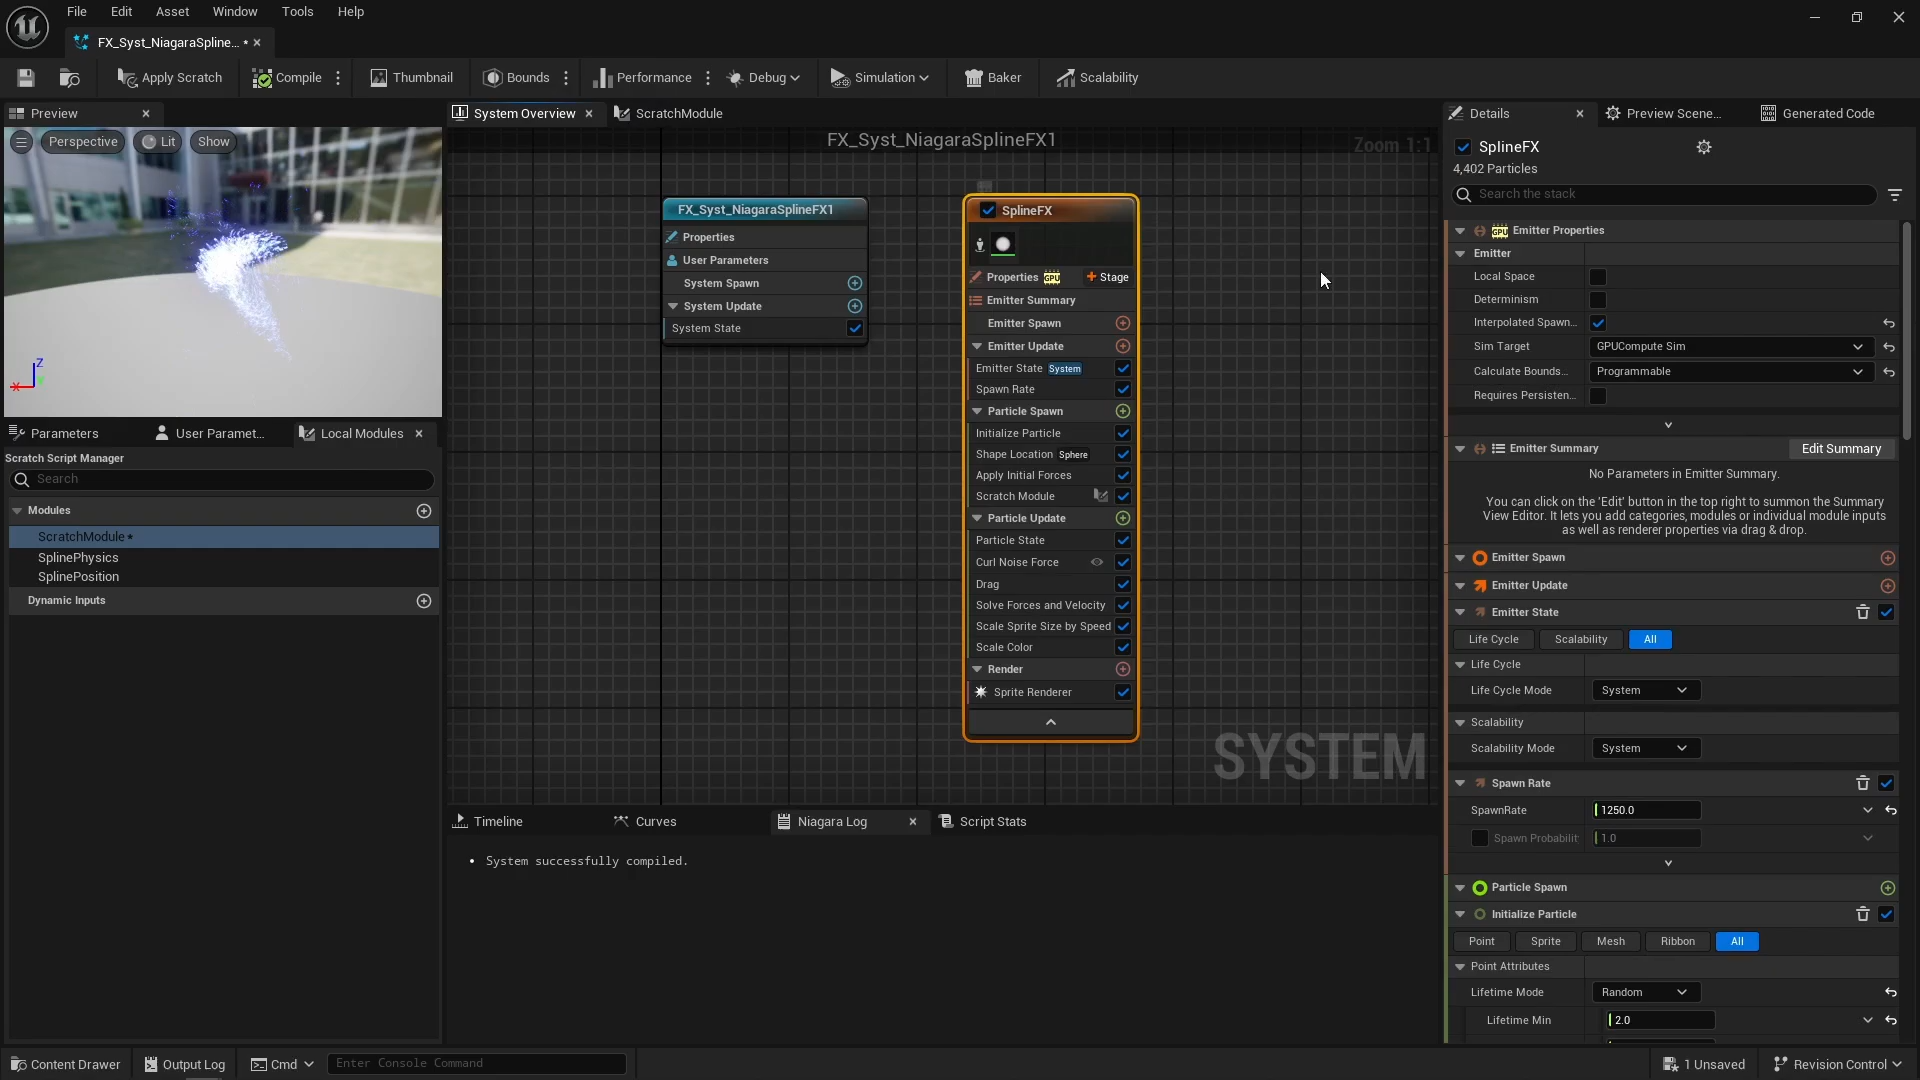 File Edit Asset Window Tools Help
FX_Syst_NiagaraSpline... •
Apply Scratch Compile Thumbnail Bounds Performance Debug Simulation Baker Scalability
Preview
Perspective Lit Show
Z
X
Parameters User Paramet... Local Modules
Scratch Script Manager
Search
Modules
ScratchModule*
SplinePhysics
SplinePosition
Dynamic Inputs
System Overview ScratchModule
FX_Syst_NiagaraSplineFX1
Zoom 1:1
FX_Syst_NiagaraSplineFX1
Properties
User Parameters
System Spawn
System Update
System State
SplineFX
Properties GPU + Stage
Emitter Summary
Emitter Spawn
Emitter Update
Emitter State System
Spawn Rate
Particle Spawn
Initialize Particle
Shape Location Sphere
Apply Initial Forces
Scratch Module
Particle Update
Particle State
Curl Noise Force
Drag
Solve Forces and Velocity
Scale Sprite Size by Speed
Scale Color
Render
Sprite Renderer
SYSTEM
Timeline Curves Niagara Log Script Stats
• System successfully compiled.
Details Preview Scene... Generated Code
SplineFX
4,402 Particles
Search the stack
GPU Emitter Properties
Emitter
Local Space
Determinism
Interpolated Spawn...
Sim Target GPUCompute Sim
Calculate Bounds... Programmable
Requires Persisten...
Emitter Summary Edit Summary
No Parameters in Emitter Summary.
You can click on the 'Edit' button in the top right to summon the Summary
View Editor. It lets you add categories, modules or individual module inputs
as well as renderer properties via drag & drop.
Emitter Spawn
Emitter Update
Emitter State
Life Cycle Scalability All
Life Cycle
Life Cycle Mode System
Scalability
Scalability Mode System
Spawn Rate
SpawnRate 1250.0
Spawn Probabilit 1.0
Particle Spawn
Initialize Particle
Point Sprite Mesh Ribbon All
Point Attributes
Lifetime Mode Random
Lifetime Min 2.0
Content Drawer Output Log Cmd Enter Console Command 1 Unsaved Revision Control